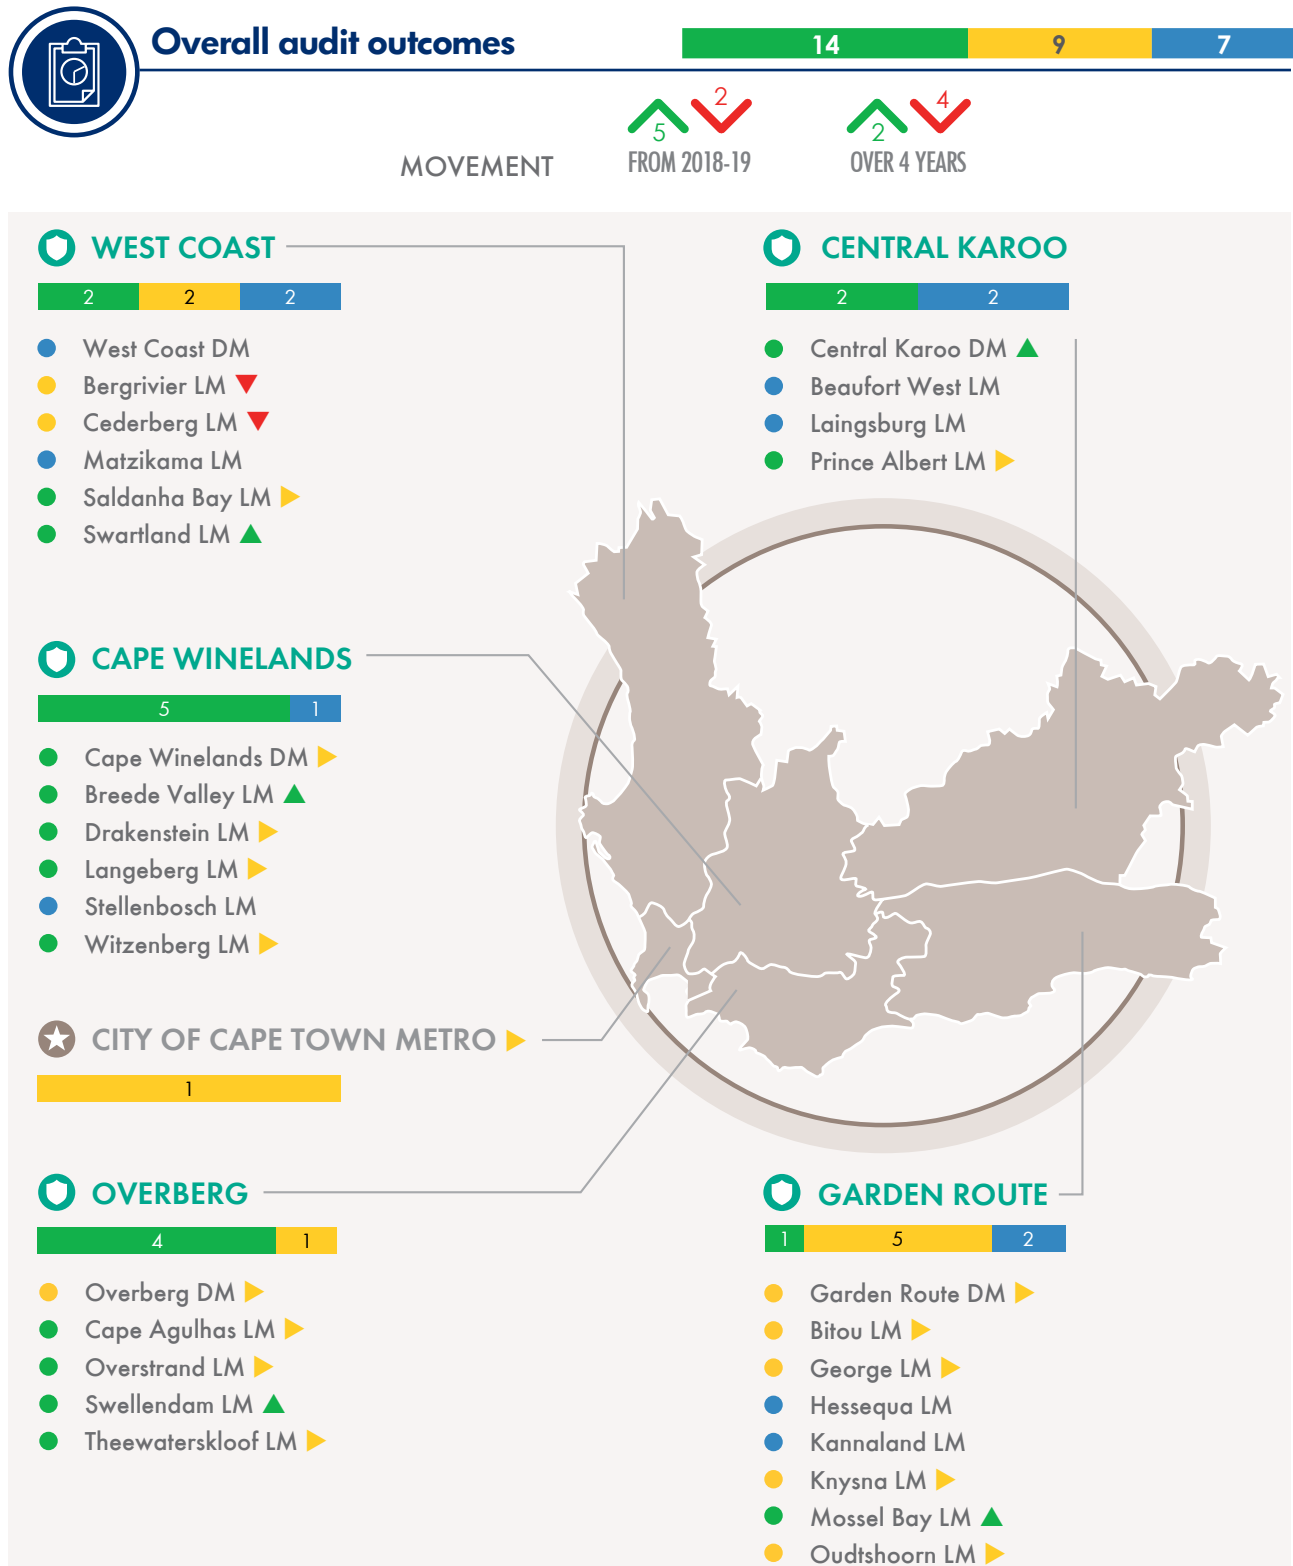 Overall audit outcomes
14 9 7
5 2 2 4
MOVEMENT FROM 2018-19 OVER 4 YEARS
WEST COAST
2 2 2
West Coast DM
Bergrivier LM
Cederberg LM
Matzikama LM
Saldanha Bay LM
Swartland LM
CENTRAL KAROO
2 2
Central Karoo DM
Beaufort West LM
Laingsburg LM
Prince Albert LM
CAPE WINELANDS
5 1
Cape Winelands DM
Breede Valley LM
Drakenstein LM
Langeberg LM
Stellenbosch LM
Witzenberg LM
CITY OF CAPE TOWN METRO
1
OVERBERG
4 1
Overberg DM
Cape Agulhas LM
Overstrand LM
Swellendam LM
Theewaterskloof LM
GARDEN ROUTE
1 5 2
Garden Route DM
Bitou LM
George LM
Hessequa LM
Kannaland LM
Knysna LM
Mossel Bay LM
Oudtshoorn LM